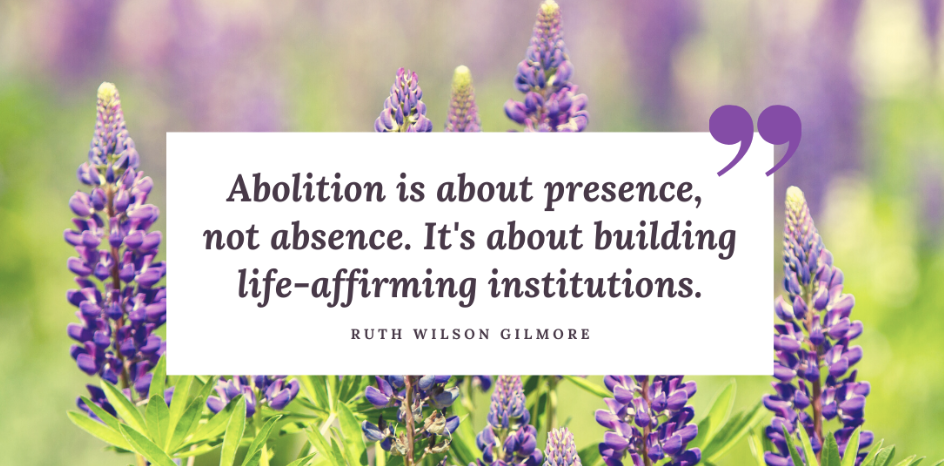 Abolition is about presence,
not absence. It's about building
life-affirming institutions.
RUTH WILSON GILMORE